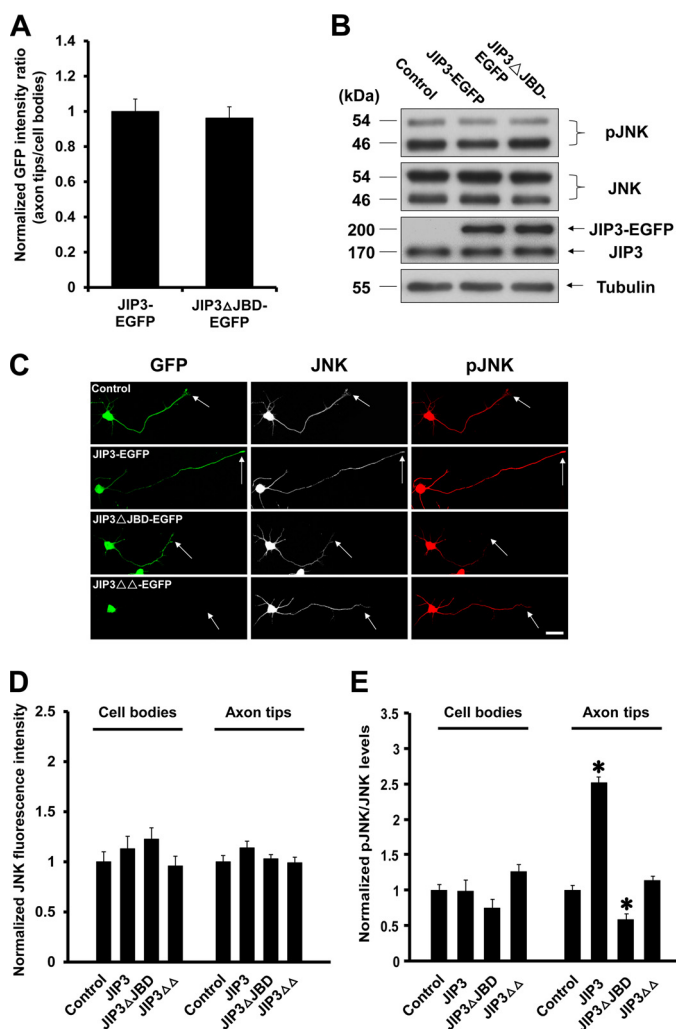 A
Normalized GFP intensity ratio
(axon tips/cell bodies)
1.4
1.2
1
0.8
0.6
0.4
0.2
0
JIP3-
EGFP
JIP3△JBD-
EGFP
B
Control
JIP3-EGFP
JIP3△JBD-
EGFP
(kDa)
54
46
pJNK
54
46
JNK
200
JIP3-EGFP
170
JIP3
55
Tubulin
C
GFP
JNK
pJNK
Control
JIP3-EGFP
JIP3△JBD-EGFP
JIP3△△-EGFP
D
Normalized JNK fluorescence intensity
2.5
2
1.5
1
0.5
0
Cell bodies
Axon tips
Control
JIP3
JIP3△JBD
JIP3△△
Control
JIP3
JIP3△JBD
JIP3△△
E
Normalized pJNK/JNK levels
3.5
3
2.5
2
1.5
1
0.5
0
Cell bodies
Axon tips
*
*
Control
JIP3
JIP3△JBD
JIP3△△
Control
JIP3
JIP3△JBD
JIP3△△